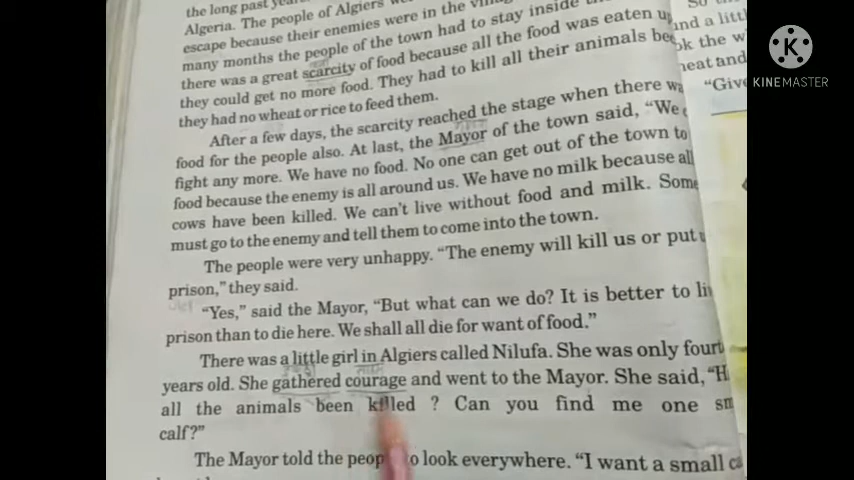 the long past
Algeria. The people of Algiers
escape because their enemies were in the
many months the people of the town had to stay inside
there was a great scarcity of food because all the food was eaten
they could get no more food. They had to kill all their animals
they had no wheat or rice to feed them.
After a few days, the scarcity reached the stage when there
food for the people also. At last, the Mayor of the town said, "We
fight any more. We have no food. No one can get out of the town to
food because the enemy is all around us. We have no milk because all
cows have been killed. We can't live without food and milk. Some
must go to the enemy and tell them to come into the town.
The people were very unhappy. "The enemy will kill us or put
prison," they said.
"Yes," said the Mayor, "But what can we do? It is better to
prison than to die here. We shall all die for want of food."
There was a little girl in Algiers called Nilufa. She was only
years old. She gathered courage and went to the Mayor. She said,
all the animals been killed ? Can you find me one
calf?"
The Mayor told the to look everywhere. "I want a small
and a
the
and
"Give
KINEMASTER